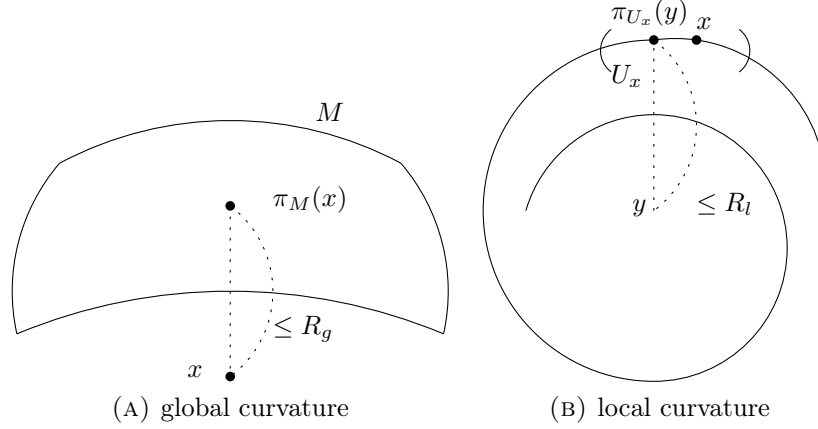 M
π_M(x)
≤ R_g
x
(A) global curvature
π_{U_x}(y)
x
U_x
y
≤ R_l
(B) local curvature